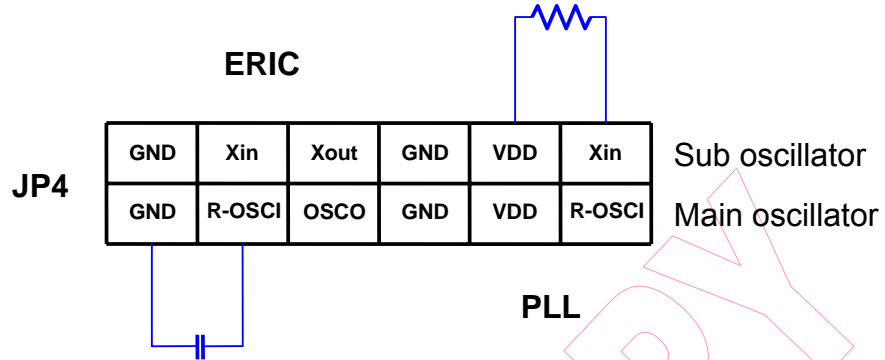 ERIC
GND Xin Xout GND VDD Xin Sub oscillator
JP4
GND R-OSCI OSCO GND VDD R-OSCI Main oscillator
PLL